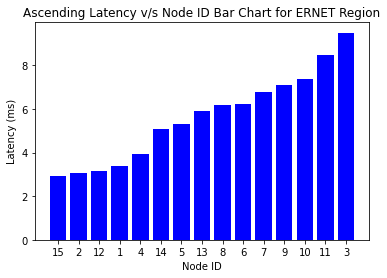 Ascending Latency v/s Node ID Bar Chart for ERNET Region
Latency (ms)
8
6
4
2
0
15 2 12 1 4 14 5 13 8 6 7 9 10 11 3
Node ID